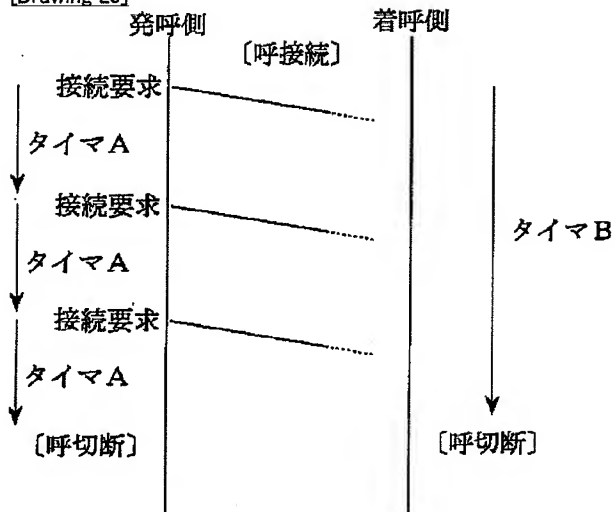 [Drawing 20]
発呼側 着呼側
〔呼接続〕
接続要求
タイマA
接続要求
タイマB
タイマA
接続要求
タイマA
〔呼切断〕 〔呼切断〕